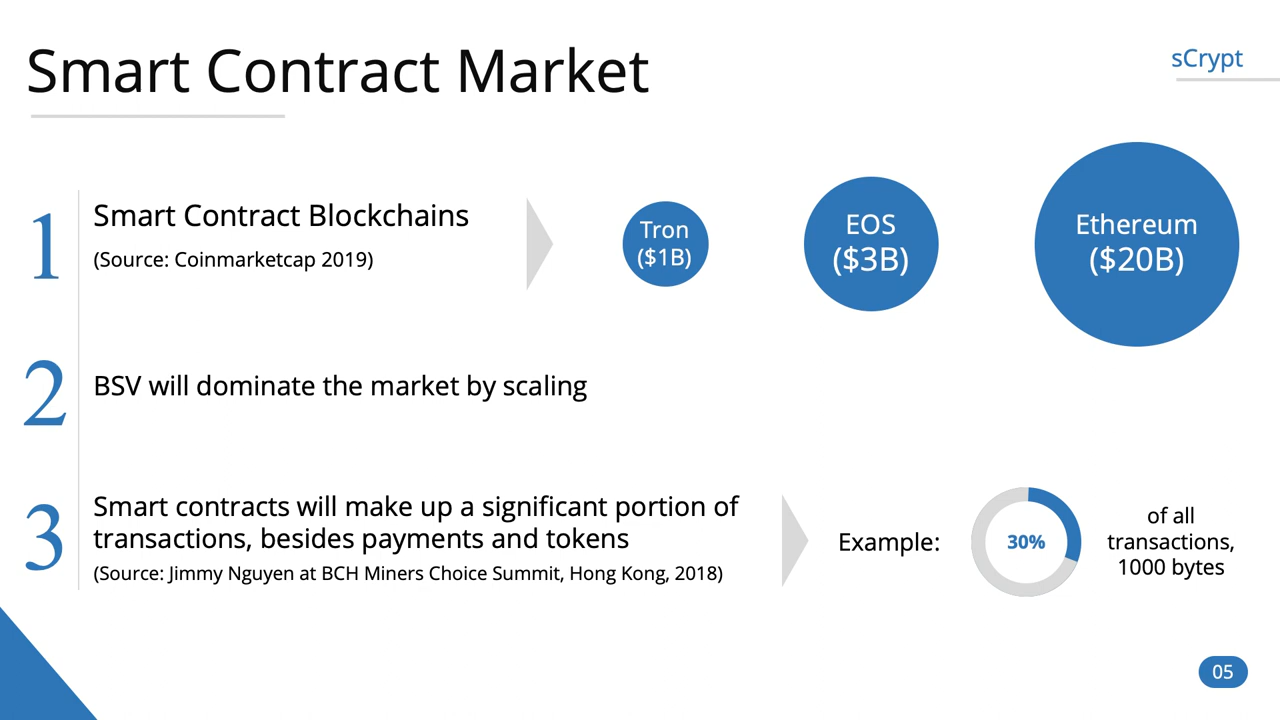 Smart Contract Market
sCrypt
1
Smart Contract Blockchains
(Source: Coinmarketcap 2019)
Tron
($1B)
EOS
($3B)
Ethereum
($20B)
2
BSV will dominate the market by scaling
3
Smart contracts will make up a significant portion of
transactions, besides payments and tokens
(Source: Jimmy Nguyen at BCH Miners Choice Summit, Hong Kong, 2018)
Example:
30%
of all
transactions,
1000 bytes
05